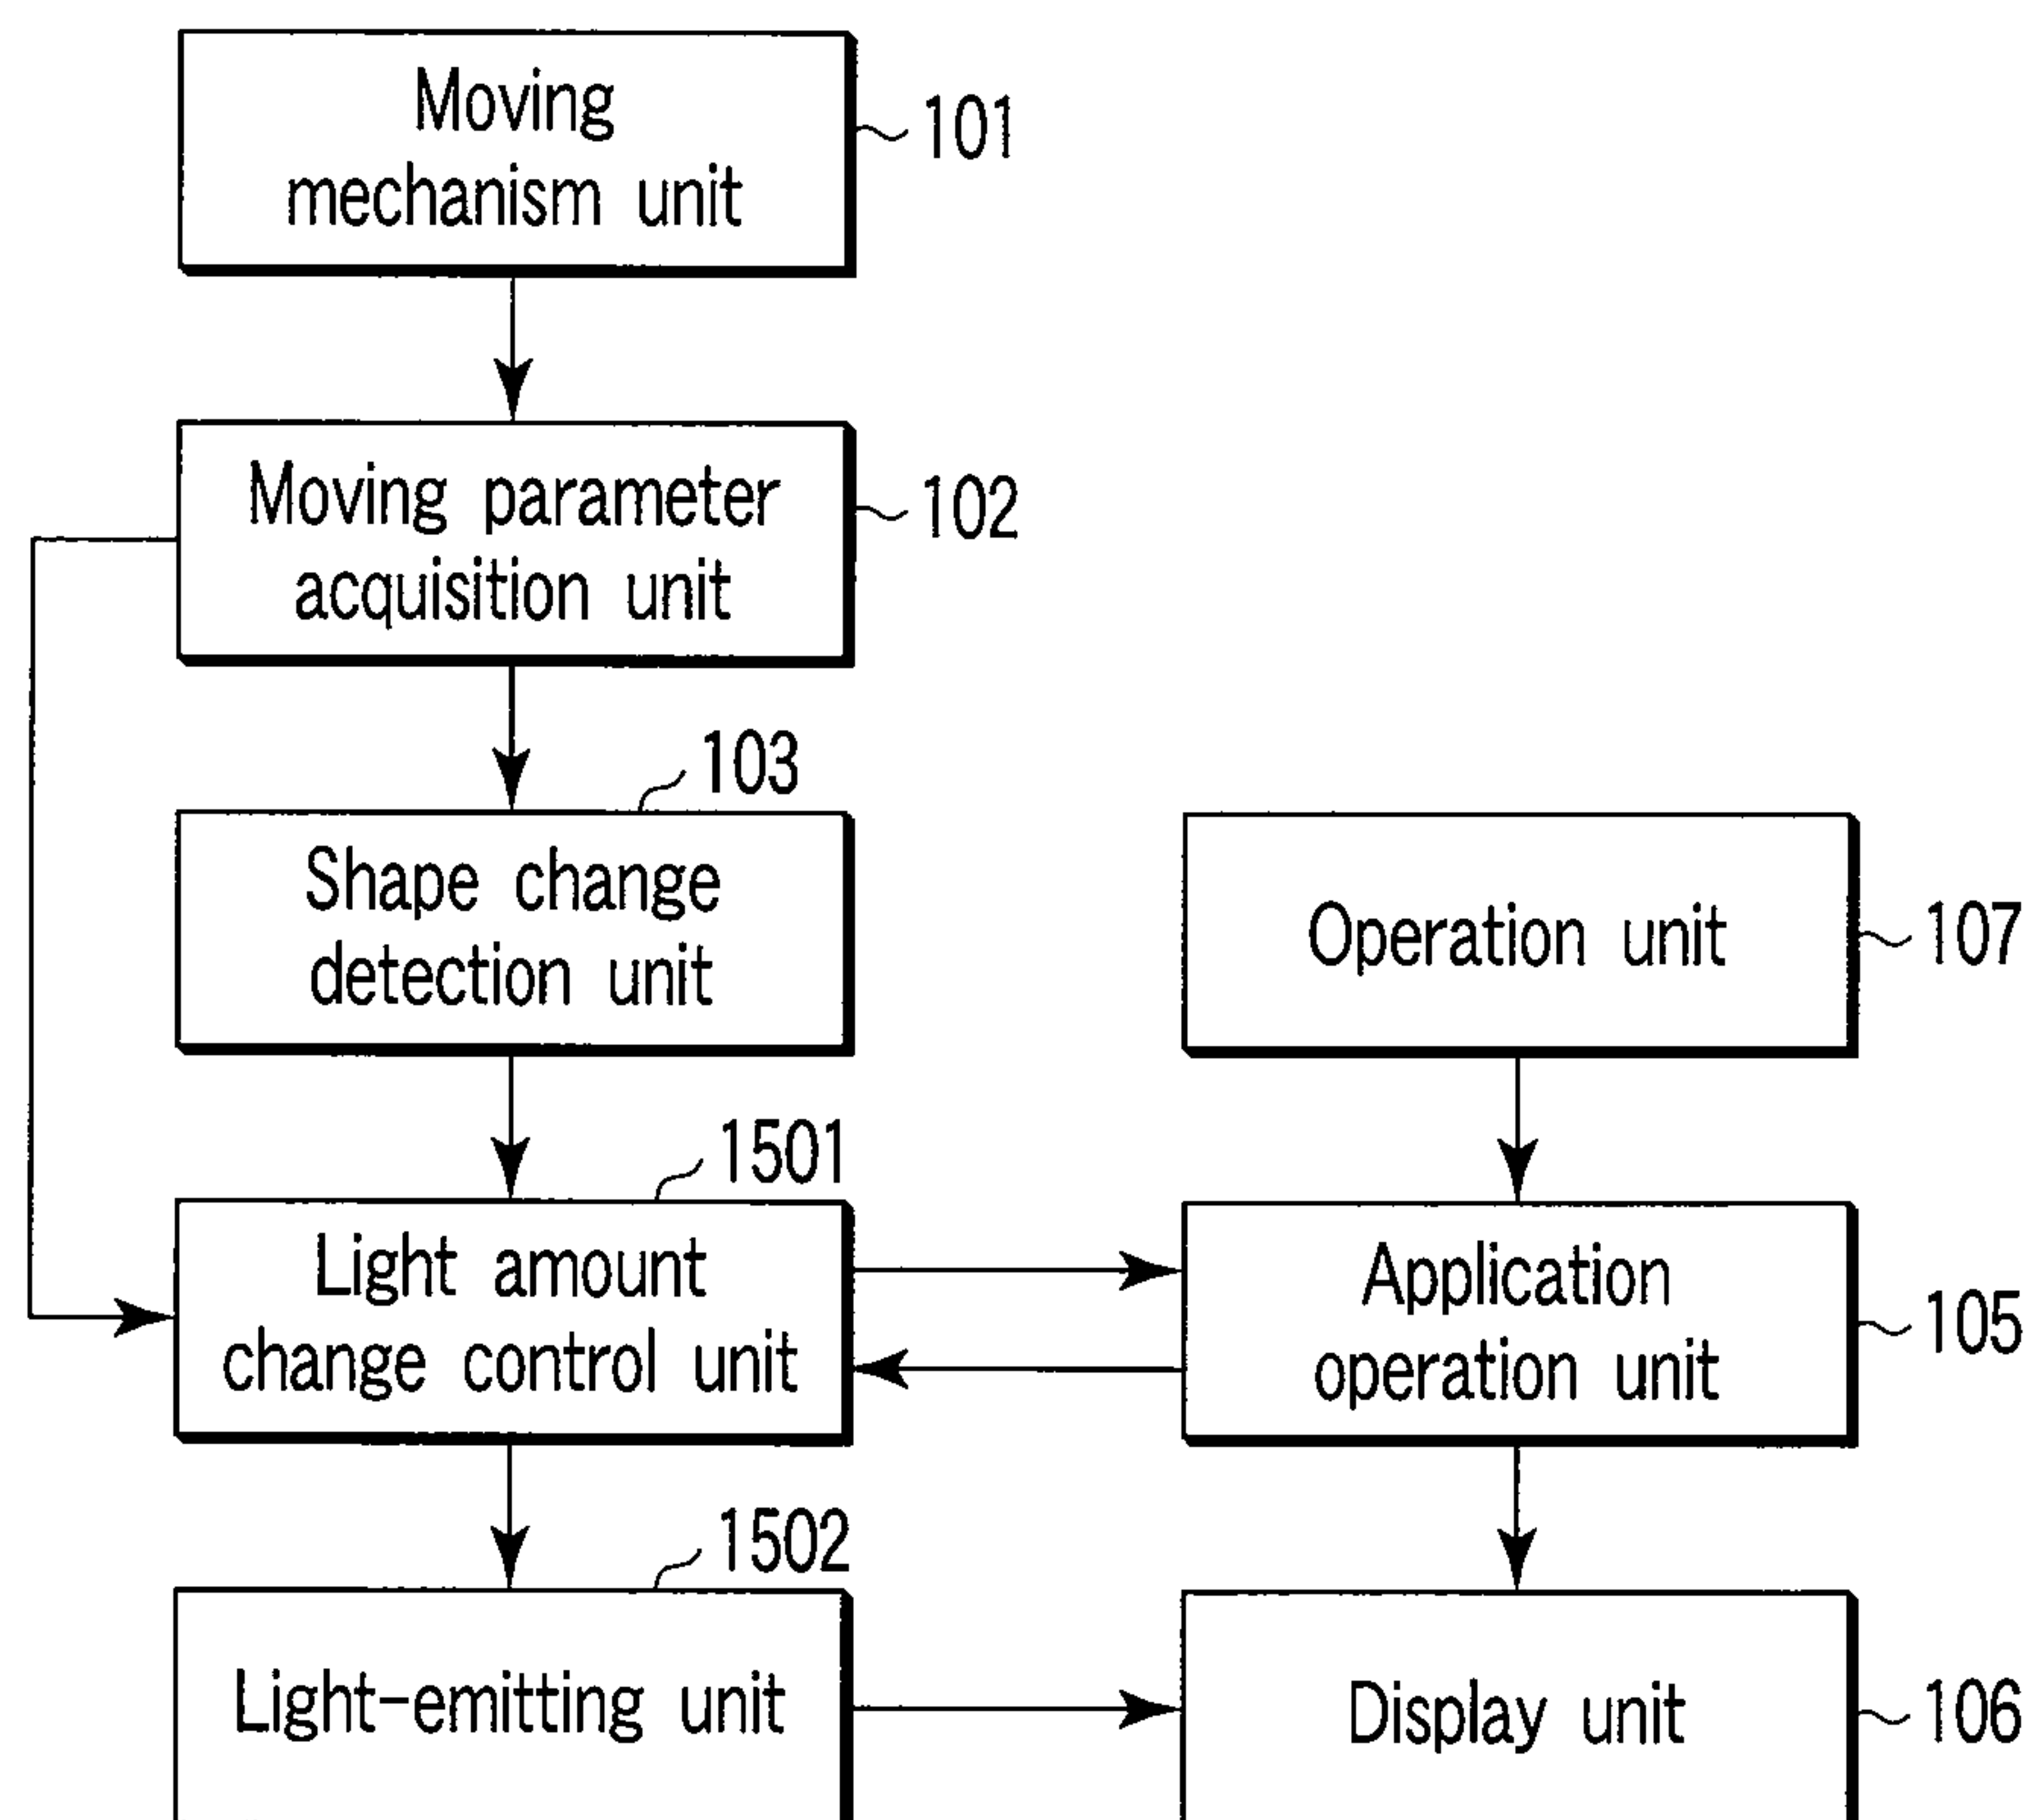 Moving
mechanism unit
101
Moving parameter
acquisition unit
102
103
Shape change
detection unit
Operation unit
107
1501
Light amount
change control unit
Application
operation unit
105
1502
Light-emitting unit
Display unit
106